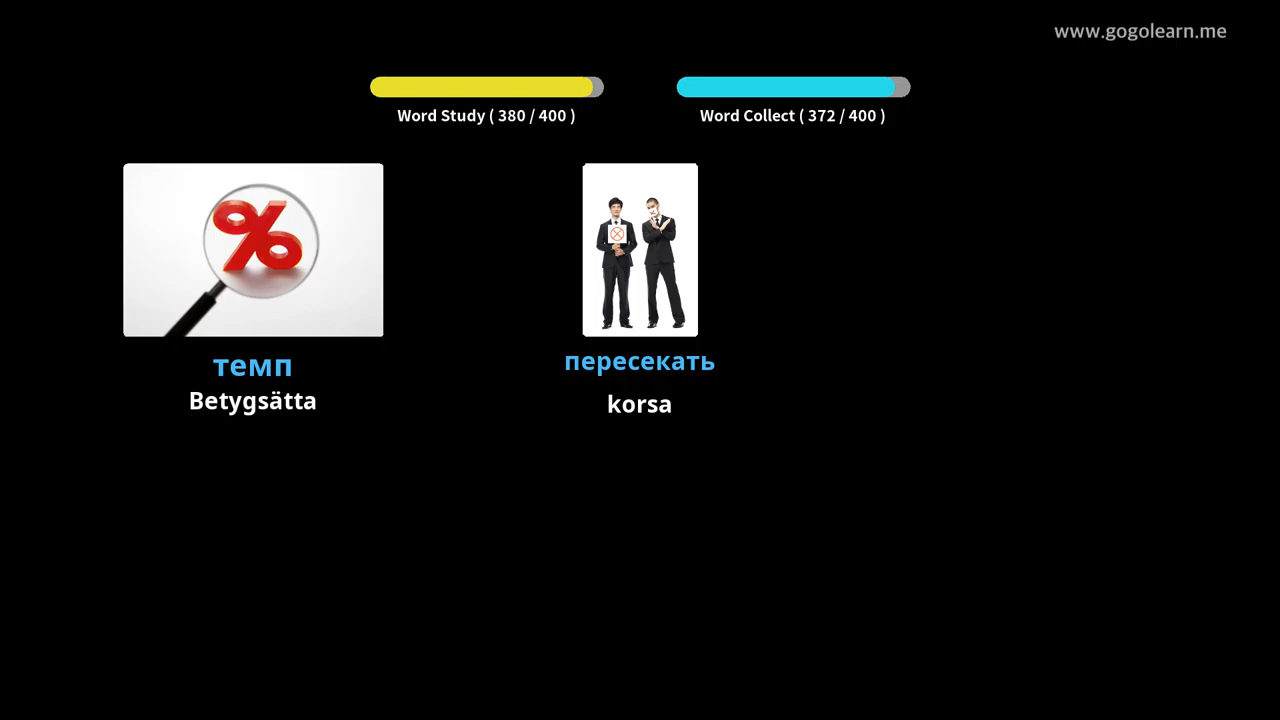 www.gogolearn.me
Word Study ( 380 / 400 )
Word Collect ( 372 / 400 )
%
темп
Betygsätta
пересекать
korsa